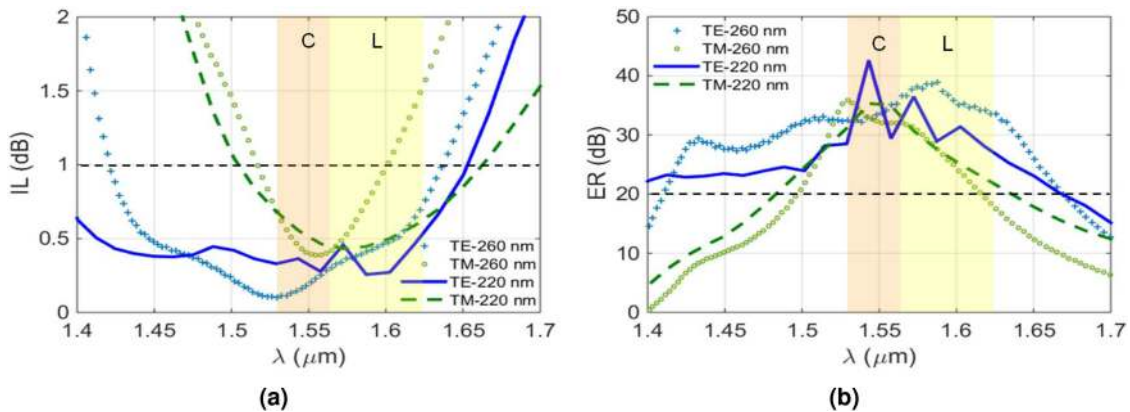 2
1.5
1
0.5
0
IL (dB)
C
L
TE-260 nm
TM-260 nm
TE-220 nm
TM-220 nm
1.4
1.45
1.5
1.55
1.6
1.65
1.7
λ (μm)
(a)
50
40
30
20
10
0
ER (dB)
TE-260 nm
TM-260 nm
TE-220 nm
TM-220 nm
C
L
1.4
1.45
1.5
1.55
1.6
1.65
1.7
λ (μm)
(b)